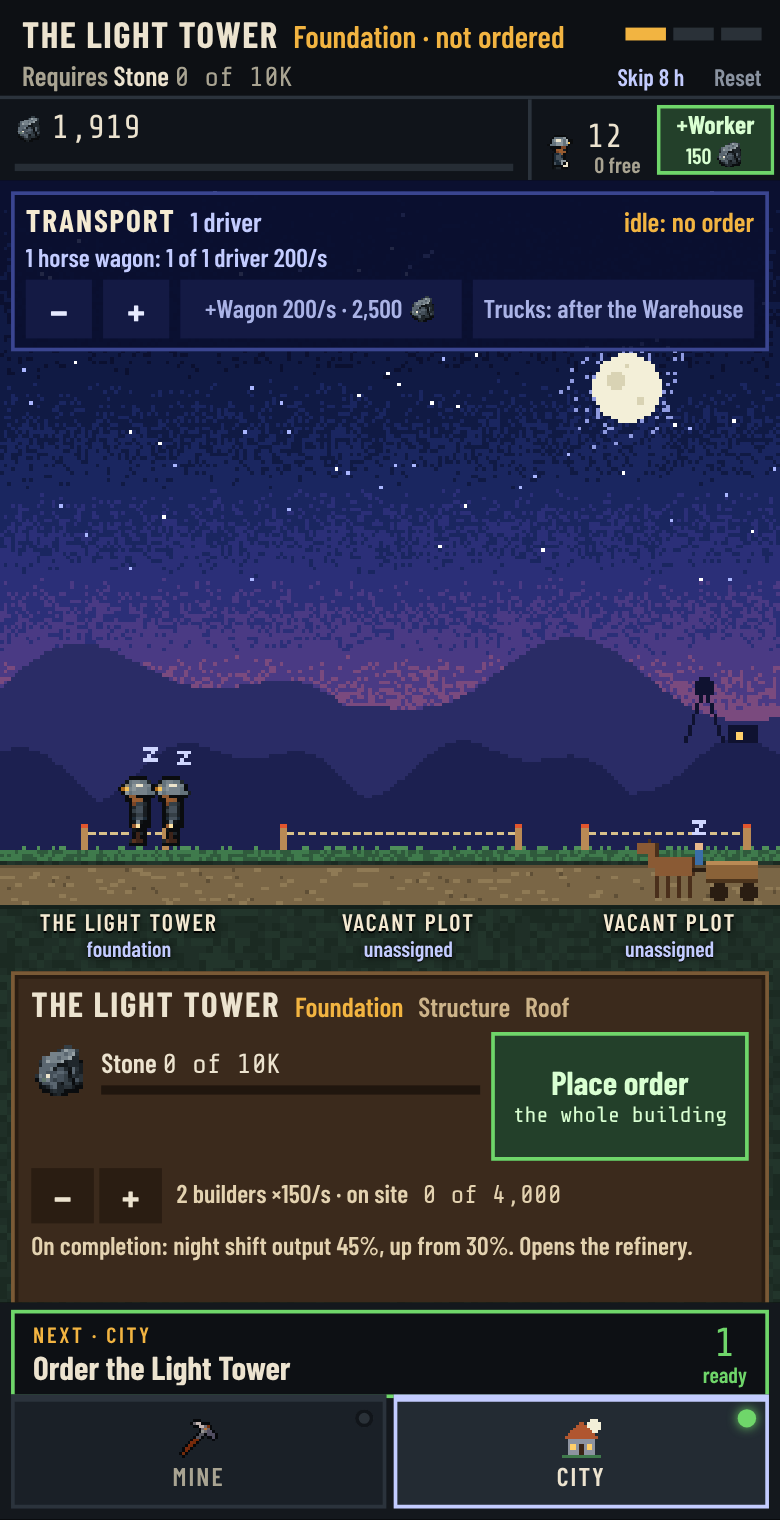 THE LIGHT TOWER Foundation · not ordered
Requires Stone 0 of 10K
Skip 8 h Reset
1,919
12
0 free
+Worker
150
TRANSPORT 1 driver idle: no order
1 horse wagon: 1 of 1 driver 200/s
− + +Wagon 200/s · 2,500 Trucks: after the Warehouse
z z
z
THE LIGHT TOWER VACANT PLOT VACANT PLOT
foundation unassigned unassigned
THE LIGHT TOWER Foundation Structure Roof
Stone 0 of 10K
Place order
the whole building
− + 2 builders ×150/s · on site 0 of 4,000
On completion: night shift output 45%, up from 30%. Opens the refinery.
NEXT · CITY
Order the Light Tower
1
ready
MINE CITY